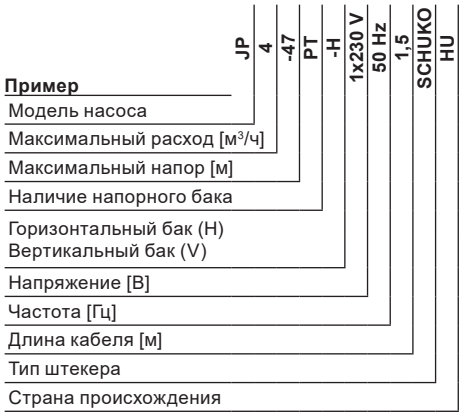 JP
4
-47
PT
-H
1x230 V
50 Hz
1,5
SCHUKO
HU
Пример
Модель насоса
Максимальный расход [м³/ч]
Максимальный напор [м]
Наличие напорного бака
Горизонтальный бак (H)
Вертикальный бак (V)
Напряжение [В]
Частота [Гц]
Длина кабеля [м]
Тип штекера
Страна происхождения